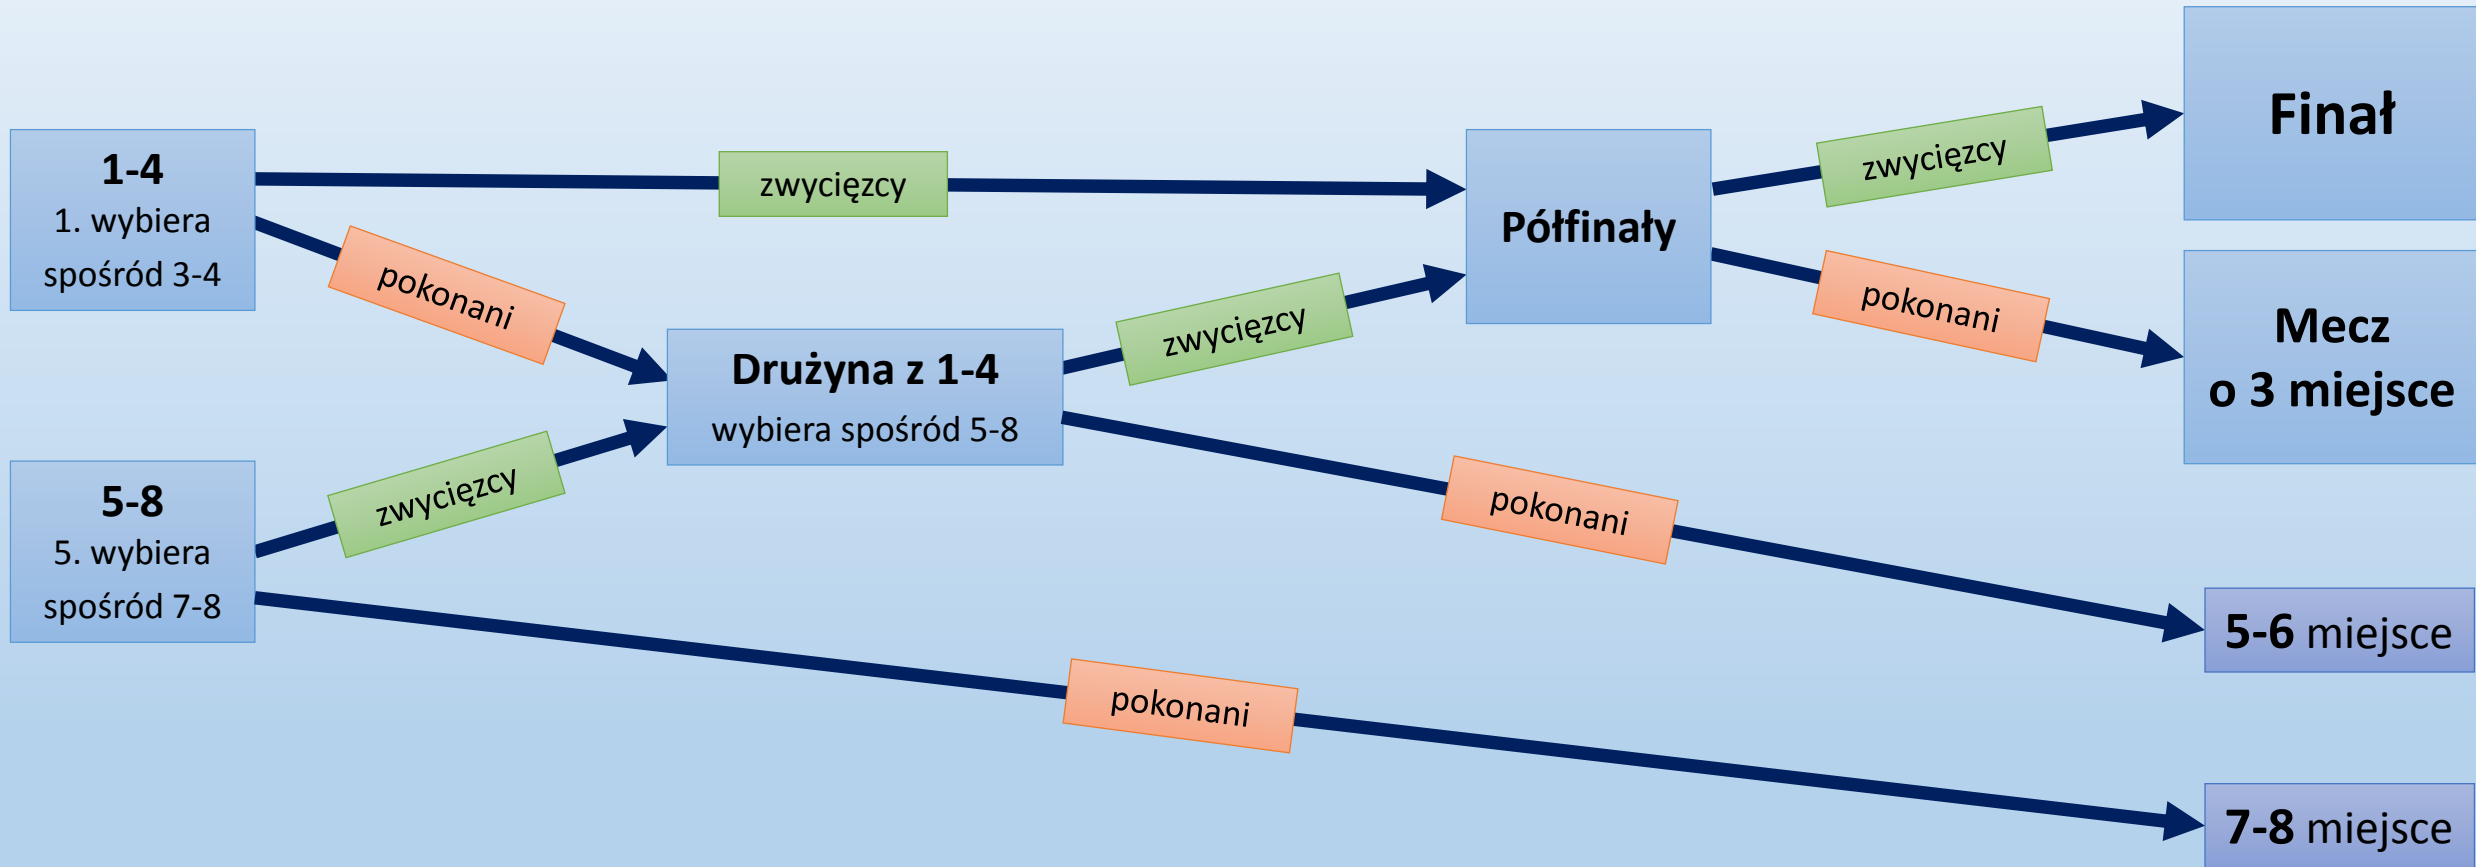 1-4
1. wybiera
spośród 3-4
zwycięzcy
pokonani
5-8
5. wybiera
spośród 7-8
zwycięzcy
pokonani
Drużyna z 1-4
wybiera spośród 5-8
zwycięzcy
pokonani
Półfinały
zwycięzcy
pokonani
Finał
Mecz
o 3 miejsce
5-6 miejsce
7-8 miejsce